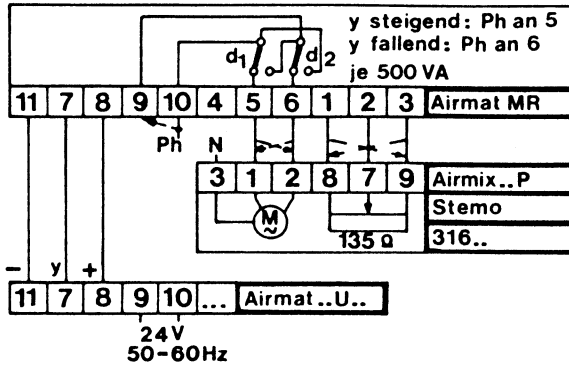 y steigend: Ph an 5
y fallend: Ph an 6
je 500 VA
d1 d2
11 7 8 9 10 4 5 6 1 2 3 Airmat MR
Ph N
3 1 2 8 7 9 Airmix..P
M ~ Stemo
135 Ω 316..
- y +
11 7 8 9 10 ... Airmat..U..
24V
50-60Hz